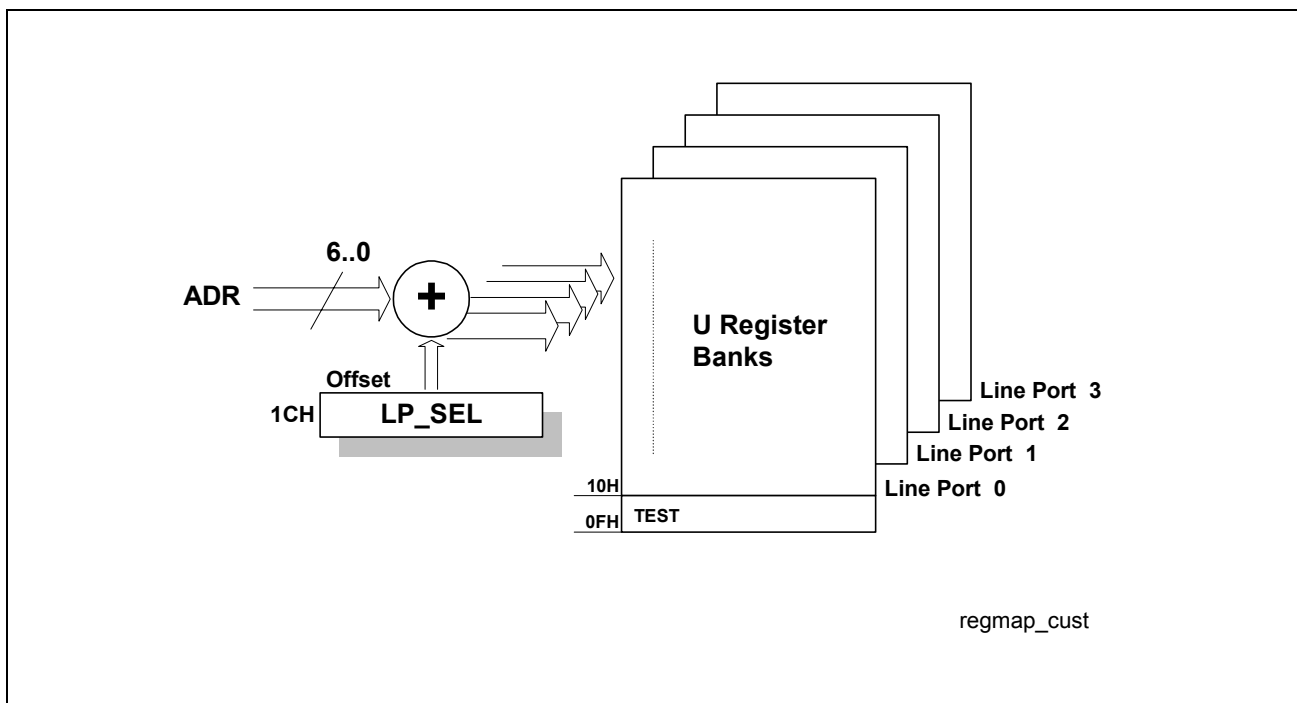 6..0
ADR
+
Offset
1CH
LP_SEL
U Register
Banks
Line Port 3
Line Port 2
Line Port 1
Line Port 0
10H
TEST
0FH
regmap_cust